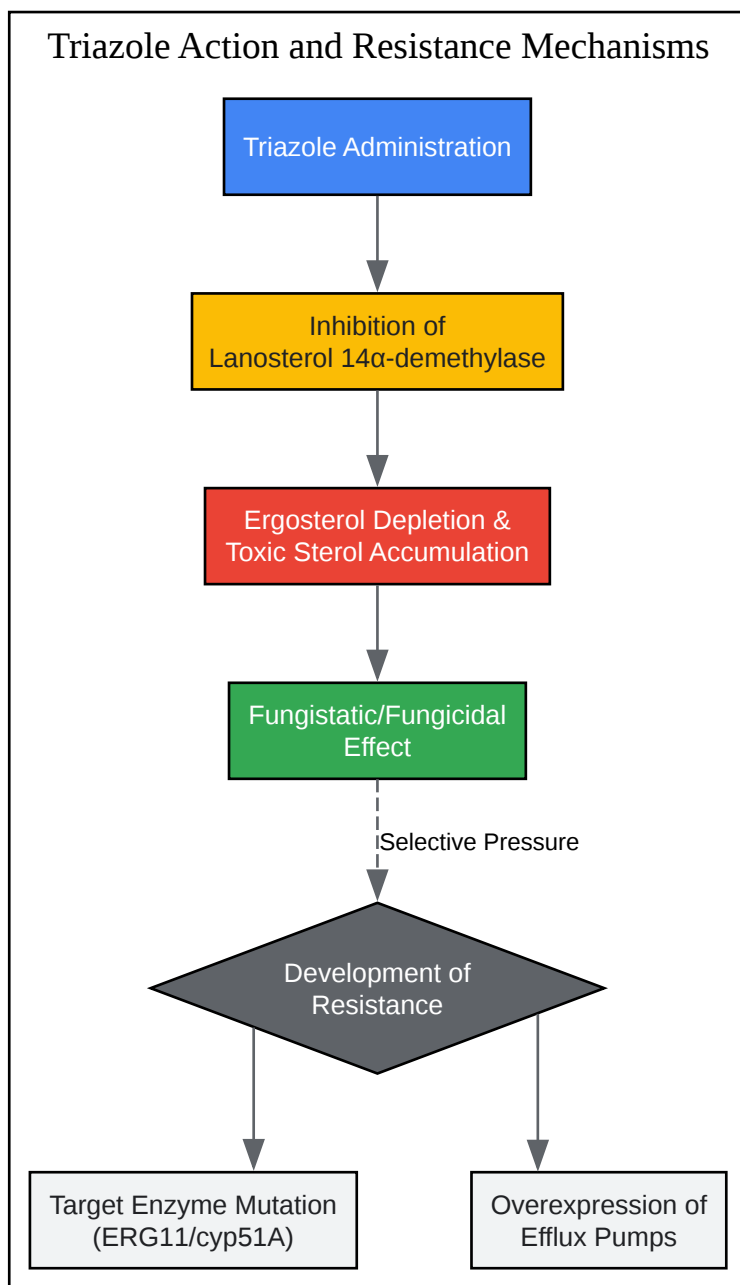 Triazole Action and Resistance Mechanisms
Triazole Administration
Inhibition of
Lanosterol 14α-demethylase
Ergosterol Depletion &
Toxic Sterol Accumulation
Fungistatic/Fungicidal
Effect
Selective Pressure
Development of
Resistance
Target Enzyme Mutation
(ERG11/cyp51A)
Overexpression of
Efflux Pumps